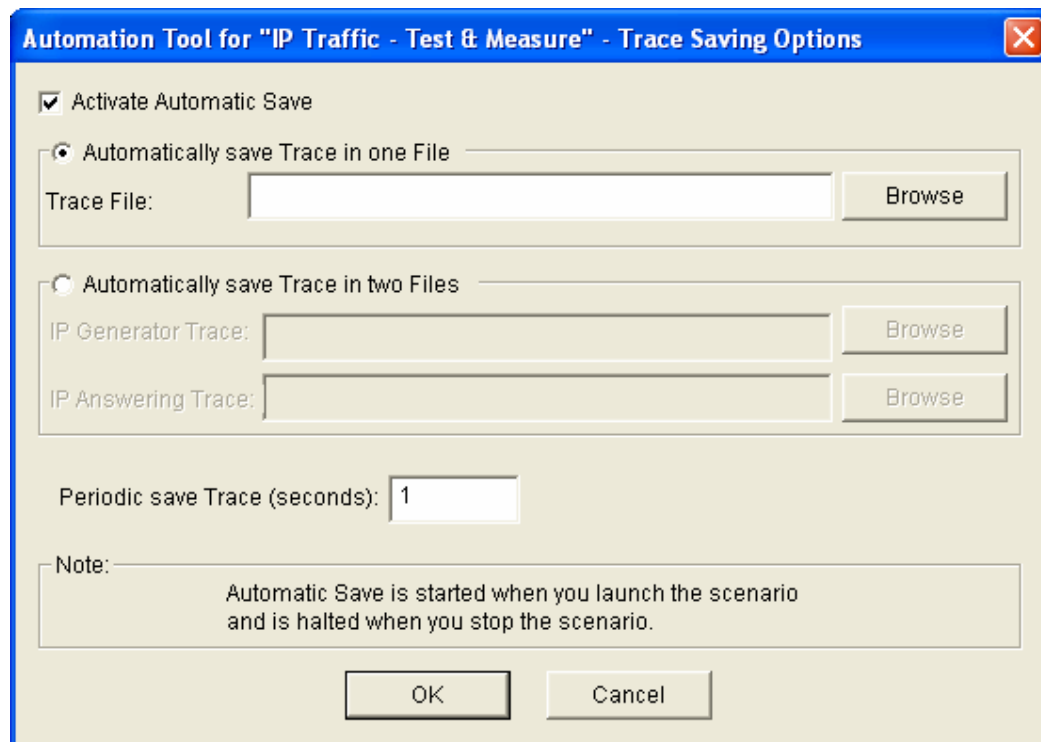 Automation Tool for "IP Traffic - Test & Measure" - Trace Saving Options
Activate Automatic Save
Automatically save Trace in one File
Trace File:
Browse
Automatically save Trace in two Files
IP Generator Trace:
Browse
IP Answering Trace:
Browse
Periodic save Trace (seconds): 1
Note:
Automatic Save is started when you launch the scenario
and is halted when you stop the scenario.
OK
Cancel